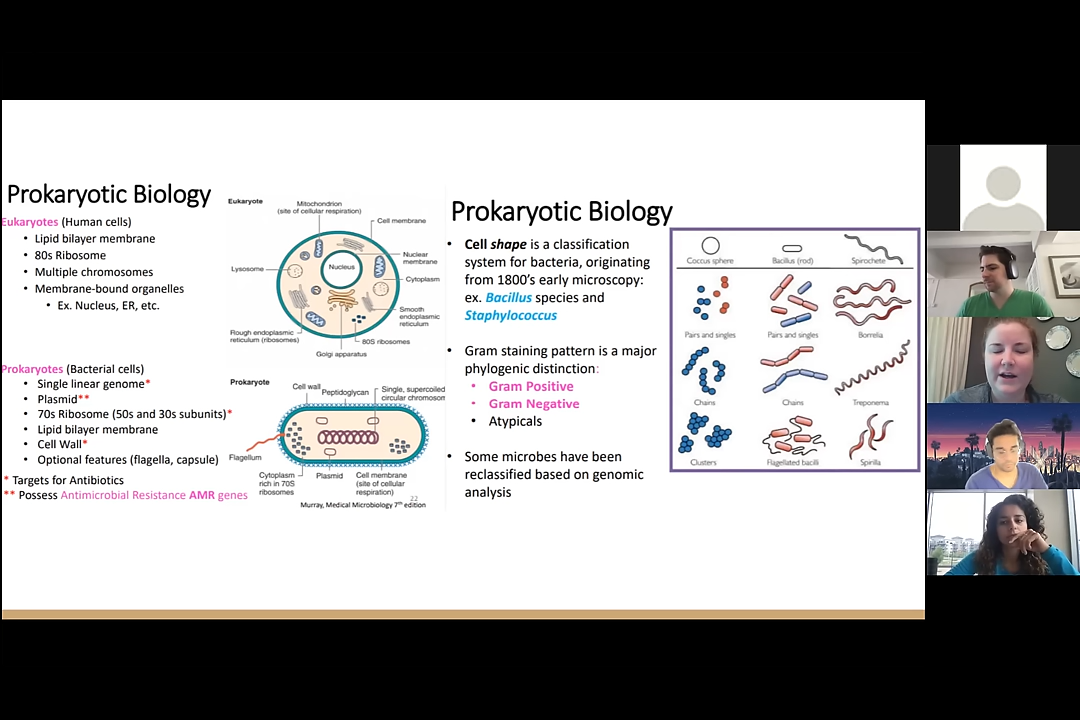 Prokaryotic Biology
Eukaryotes (Human cells)
• Lipid bilayer membrane
• 80s Ribosome
• Multiple chromosomes
• Membrane-bound organelles
• Ex. Nucleus, ER, etc.
Prokaryotes (Bacterial cells)
• Single linear genome*
• Plasmid**
• 70s Ribosome (50s and 30s subunits)*
• Lipid bilayer membrane
• Cell Wall*
• Optional features (flagella, capsule)
* Targets for Antibiotics
** Possess Antimicrobial Resistance AMR genes
Eukaryote
Mitochondrion
(site of cellular respiration)
Cell membrane
Nuclear
membrane
Nucleus
Lysosome
Cytoplasm
Smooth
endoplasmic
reticulum
Rough endoplasmic
reticulum (ribosomes)
80S ribosomes
Golgi apparatus
Prokaryote
Cell wall
Peptidoglycan
Single, supercoiled
circular chromosom
Flagellum
Cytoplasm
rich in 70S
ribosomes
Plasmid
Cell membrane
(site of cellular
respiration)
22
Murray, Medical Microbiology 7th edition
Prokaryotic Biology
• Cell shape is a classification
system for bacteria, originating
from 1800's early microscopy:
ex. Bacillus species and
Staphylococcus
• Gram staining pattern is a major
phylogenic distinction:
• Gram Positive
• Gram Negative
• Atypicals
• Some microbes have been
reclassified based on genomic
analysis
Coccus sphere
Bacillus (rod)
Spirochete
Pairs and singles
Pairs and singles
Borrelia
Chains
Chains
Treponema
Clusters
Flagellated bacilli
Spirilla